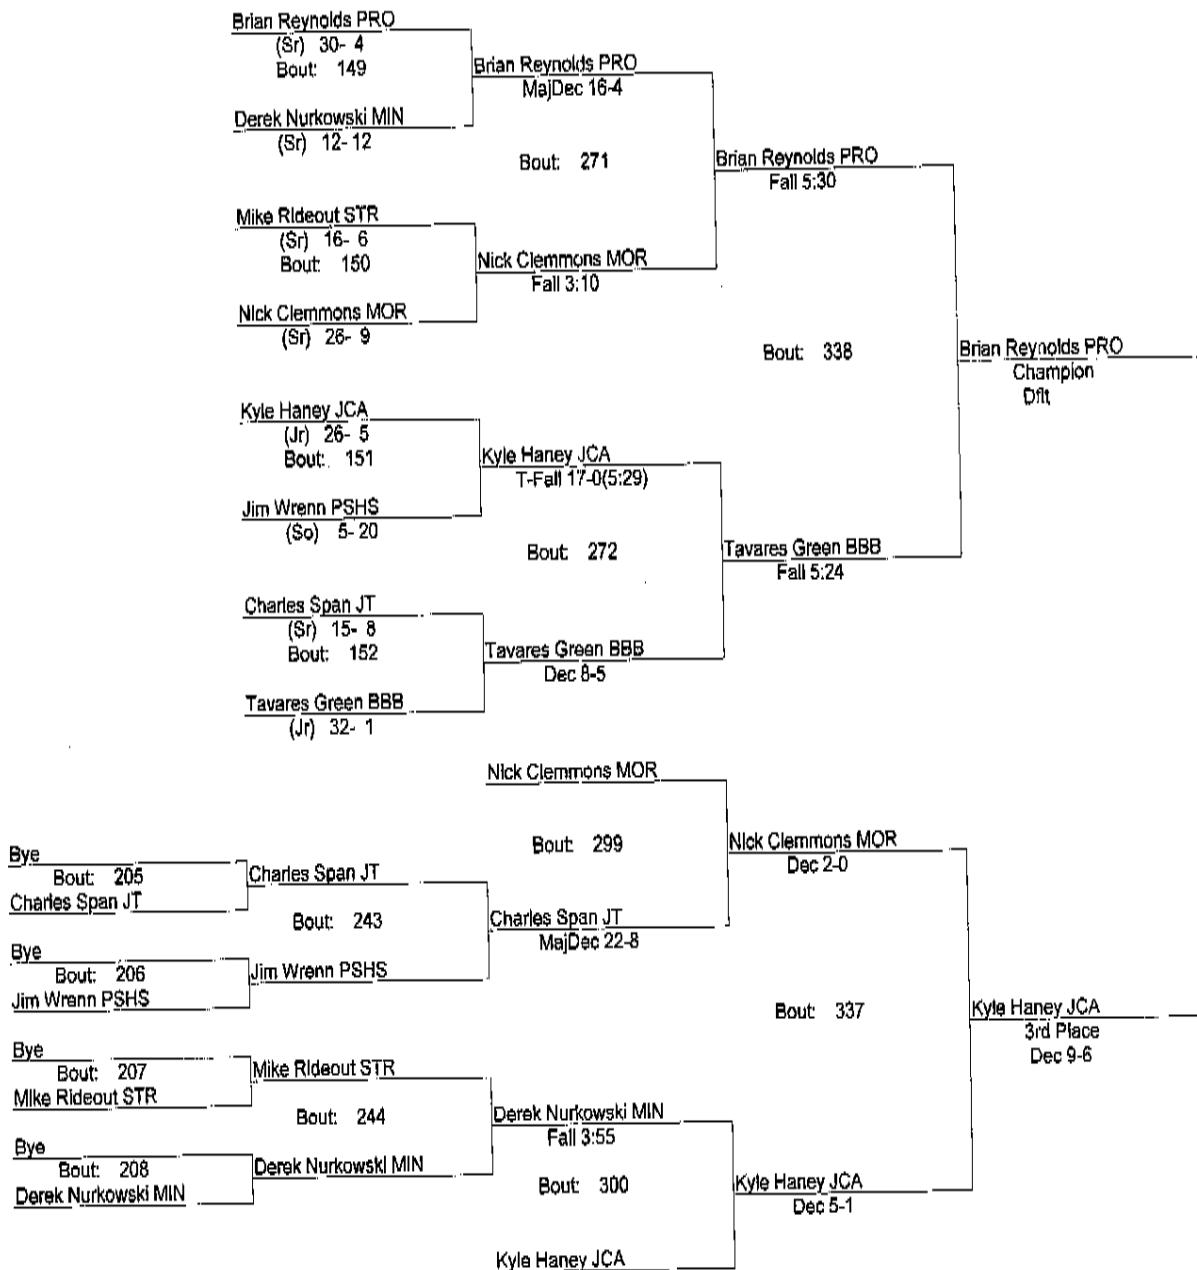 Brian Reynolds PRO
(Sr) 30- 4
Bout: 149
Brian Reynolds PRO
MajDec 16-4
Derek Nurkowski MIN
(Sr) 12- 12
Bout: 271
Brian Reynolds PRO
Fall 5:30
Mike Rideout STR
(Sr) 16- 6
Bout: 150
Nick Clemmons MOR
Fall 3:10
Nick Clemmons MOR
(Sr) 26- 9
Bout: 338
Brian Reynolds PRO
Champion
Dflt
Kyle Haney JCA
(Jr) 26- 5
Bout: 151
Kyle Haney JCA
T-Fall 17-0(5:29)
Jim Wrenn PSHS
(So) 5- 20
Bout: 272
Tavares Green BBB
Fall 5:24
Charles Span JT
(Sr) 15- 8
Bout: 152
Tavares Green BBB
Dec 8-5
Tavares Green BBB
(Jr) 32- 1
Nick Clemmons MOR
Bout: 299
Nick Clemmons MOR
Dec 2-0
Bye
Bout: 205
Charles Span JT
Charles Span JT
Bout: 243
Charles Span JT
MajDec 22-8
Bye
Bout: 206
Jim Wrenn PSHS
Jim Wrenn PSHS
Bout: 337
Kyle Haney JCA
3rd Place
Dec 9-6
Bye
Bout: 207
Mike Rideout STR
Mike Rideout STR
Bout: 244
Derek Nurkowski MIN
Fall 3:55
Bye
Bout: 208
Derek Nurkowski MIN
Derek Nurkowski MIN
Bout: 300
Kyle Haney JCA
Dec 5-1
Kyle Haney JCA